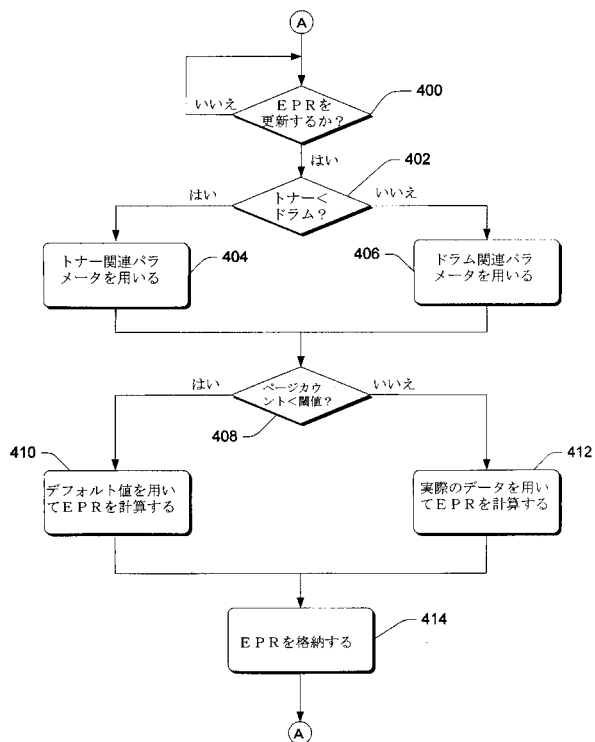 A
400
いいえ
ＥＰＲを
更新するか？
はい
402
はい
トナー＜
ドラム？
いいえ
トナー関連パラ
メータを用いる
404
406
ドラム関連パラ
メータを用いる
はい
ページカウ
ント＜閾値？
いいえ
408
410
412
デフォルト値を用い
てＥＰＲを計算する
実際のデータを用い
てＥＰＲを計算する
414
ＥＰＲを格納する
A